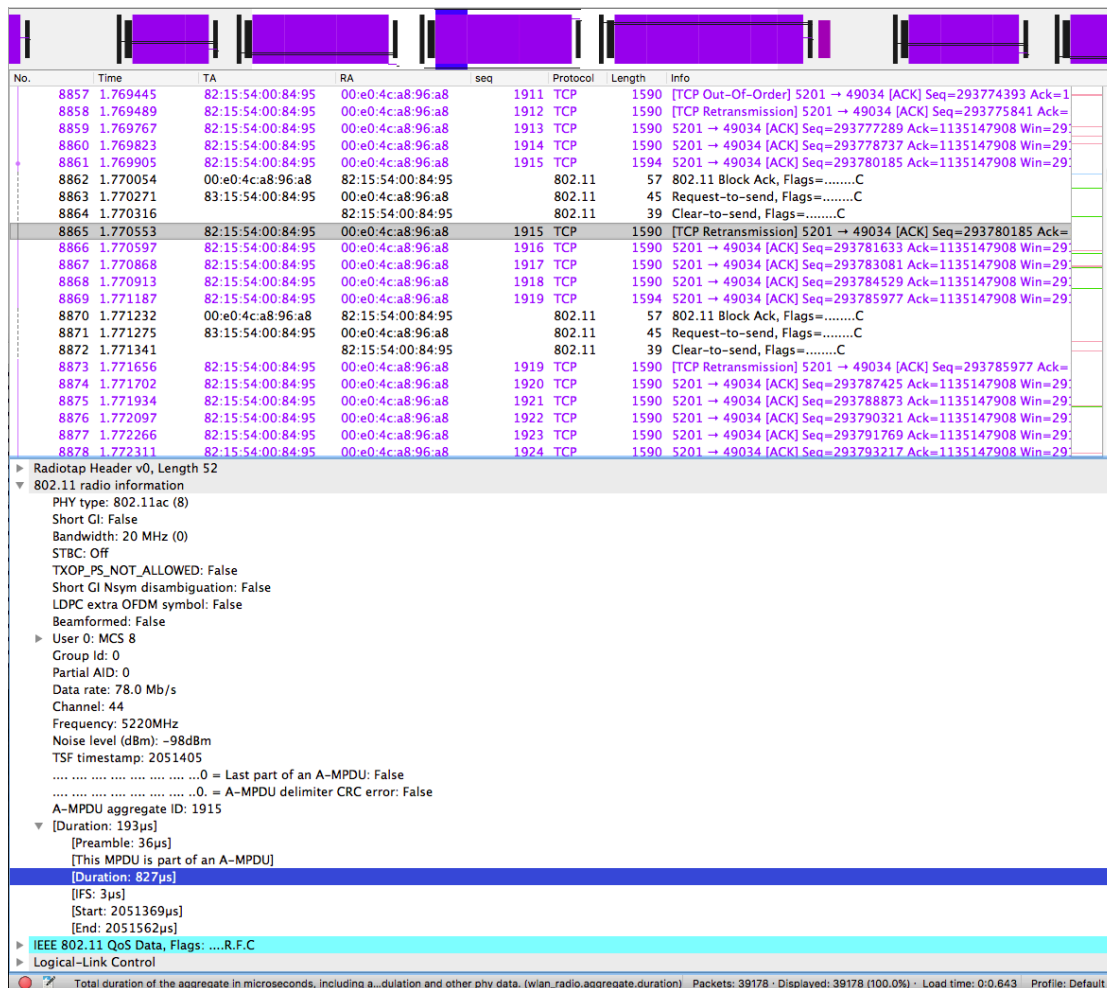 No. Time TA RA seq Protocol Length Info
8857 1.769445 82:15:54:00:84:95 00:e0:4c:a8:96:a8 1911 TCP 1590 [TCP Out-Of-Order] 5201 → 49034 [ACK] Seq=293774393 Ack=1
8858 1.769489 82:15:54:00:84:95 00:e0:4c:a8:96:a8 1912 TCP 1590 [TCP Retransmission] 5201 → 49034 [ACK] Seq=293775841 Ack=
8859 1.769767 82:15:54:00:84:95 00:e0:4c:a8:96:a8 1913 TCP 1590 5201 → 49034 [ACK] Seq=293777289 Ack=1135147908 Win=291
8860 1.769823 82:15:54:00:84:95 00:e0:4c:a8:96:a8 1914 TCP 1590 5201 → 49034 [ACK] Seq=293778737 Ack=1135147908 Win=291
8861 1.769905 82:15:54:00:84:95 00:e0:4c:a8:96:a8 1915 TCP 1594 5201 → 49034 [ACK] Seq=293780185 Ack=1135147908 Win=291
8862 1.770054 00:e0:4c:a8:96:a8 82:15:54:00:84:95 802.11 57 802.11 Block Ack, Flags=........C
8863 1.770271 83:15:54:00:84:95 00:e0:4c:a8:96:a8 802.11 45 Request-to-send, Flags=........C
8864 1.770316 82:15:54:00:84:95 802.11 39 Clear-to-send, Flags=........C
8865 1.770553 82:15:54:00:84:95 00:e0:4c:a8:96:a8 1915 TCP 1590 [TCP Retransmission] 5201 → 49034 [ACK] Seq=293780185 Ack=
8866 1.770597 82:15:54:00:84:95 00:e0:4c:a8:96:a8 1916 TCP 1590 5201 → 49034 [ACK] Seq=293781633 Ack=1135147908 Win=291
8867 1.770868 82:15:54:00:84:95 00:e0:4c:a8:96:a8 1917 TCP 1590 5201 → 49034 [ACK] Seq=293783081 Ack=1135147908 Win=291
8868 1.770913 82:15:54:00:84:95 00:e0:4c:a8:96:a8 1918 TCP 1590 5201 → 49034 [ACK] Seq=293784529 Ack=1135147908 Win=291
8869 1.771187 82:15:54:00:84:95 00:e0:4c:a8:96:a8 1919 TCP 1594 5201 → 49034 [ACK] Seq=293785977 Ack=1135147908 Win=291
8870 1.771232 00:e0:4c:a8:96:a8 82:15:54:00:84:95 802.11 57 802.11 Block Ack, Flags=........C
8871 1.771275 83:15:54:00:84:95 00:e0:4c:a8:96:a8 802.11 45 Request-to-send, Flags=........C
8872 1.771341 82:15:54:00:84:95 802.11 39 Clear-to-send, Flags=........C
8873 1.771656 82:15:54:00:84:95 00:e0:4c:a8:96:a8 1919 TCP 1590 [TCP Retransmission] 5201 → 49034 [ACK] Seq=293785977 Ack=
8874 1.771702 82:15:54:00:84:95 00:e0:4c:a8:96:a8 1920 TCP 1590 5201 → 49034 [ACK] Seq=293787425 Ack=1135147908 Win=291
8875 1.771934 82:15:54:00:84:95 00:e0:4c:a8:96:a8 1921 TCP 1590 5201 → 49034 [ACK] Seq=293788873 Ack=1135147908 Win=291
8876 1.772097 82:15:54:00:84:95 00:e0:4c:a8:96:a8 1922 TCP 1590 5201 → 49034 [ACK] Seq=293790321 Ack=1135147908 Win=291
8877 1.772266 82:15:54:00:84:95 00:e0:4c:a8:96:a8 1923 TCP 1590 5201 → 49034 [ACK] Seq=293791769 Ack=1135147908 Win=291
8878 1.772311 82:15:54:00:84:95 00:e0:4c:a8:96:a8 1924 TCP 1590 5201 → 49034 [ACK] Seq=293793217 Ack=1135147908 Win=291
Radiotap Header v0, Length 52
802.11 radio information
PHY type: 802.11ac (8)
Short GI: False
Bandwidth: 20 MHz (0)
STBC: Off
TXOP_PS_NOT_ALLOWED: False
Short GI Nsym disambiguation: False
LDPC extra OFDM symbol: False
Beamformed: False
User 0: MCS 8
Group Id: 0
Partial AID: 0
Data rate: 78.0 Mb/s
Channel: 44
Frequency: 5220MHz
Noise level (dBm): -98dBm
TSF timestamp: 2051405
.... .... .... .... .... .... .... ...0 = Last part of an A-MPDU: False
.... .... .... .... .... .... .... ..0. = A-MPDU delimiter CRC error: False
A-MPDU aggregate ID: 1915
[Duration: 193µs]
[Preamble: 36µs]
[This MPDU is part of an A-MPDU]
[Duration: 827µs]
[IFS: 3µs]
[Start: 2051369µs]
[End: 2051562µs]
IEEE 802.11 QoS Data, Flags: ....R.F.C
Logical-Link Control
Total duration of the aggregate in microseconds, including a...dulation and other phy data. (wlan_radio.aggregate.duration) Packets: 39178 · Displayed: 39178 (100.0%) · Load time: 0:0.643 Profile: Default